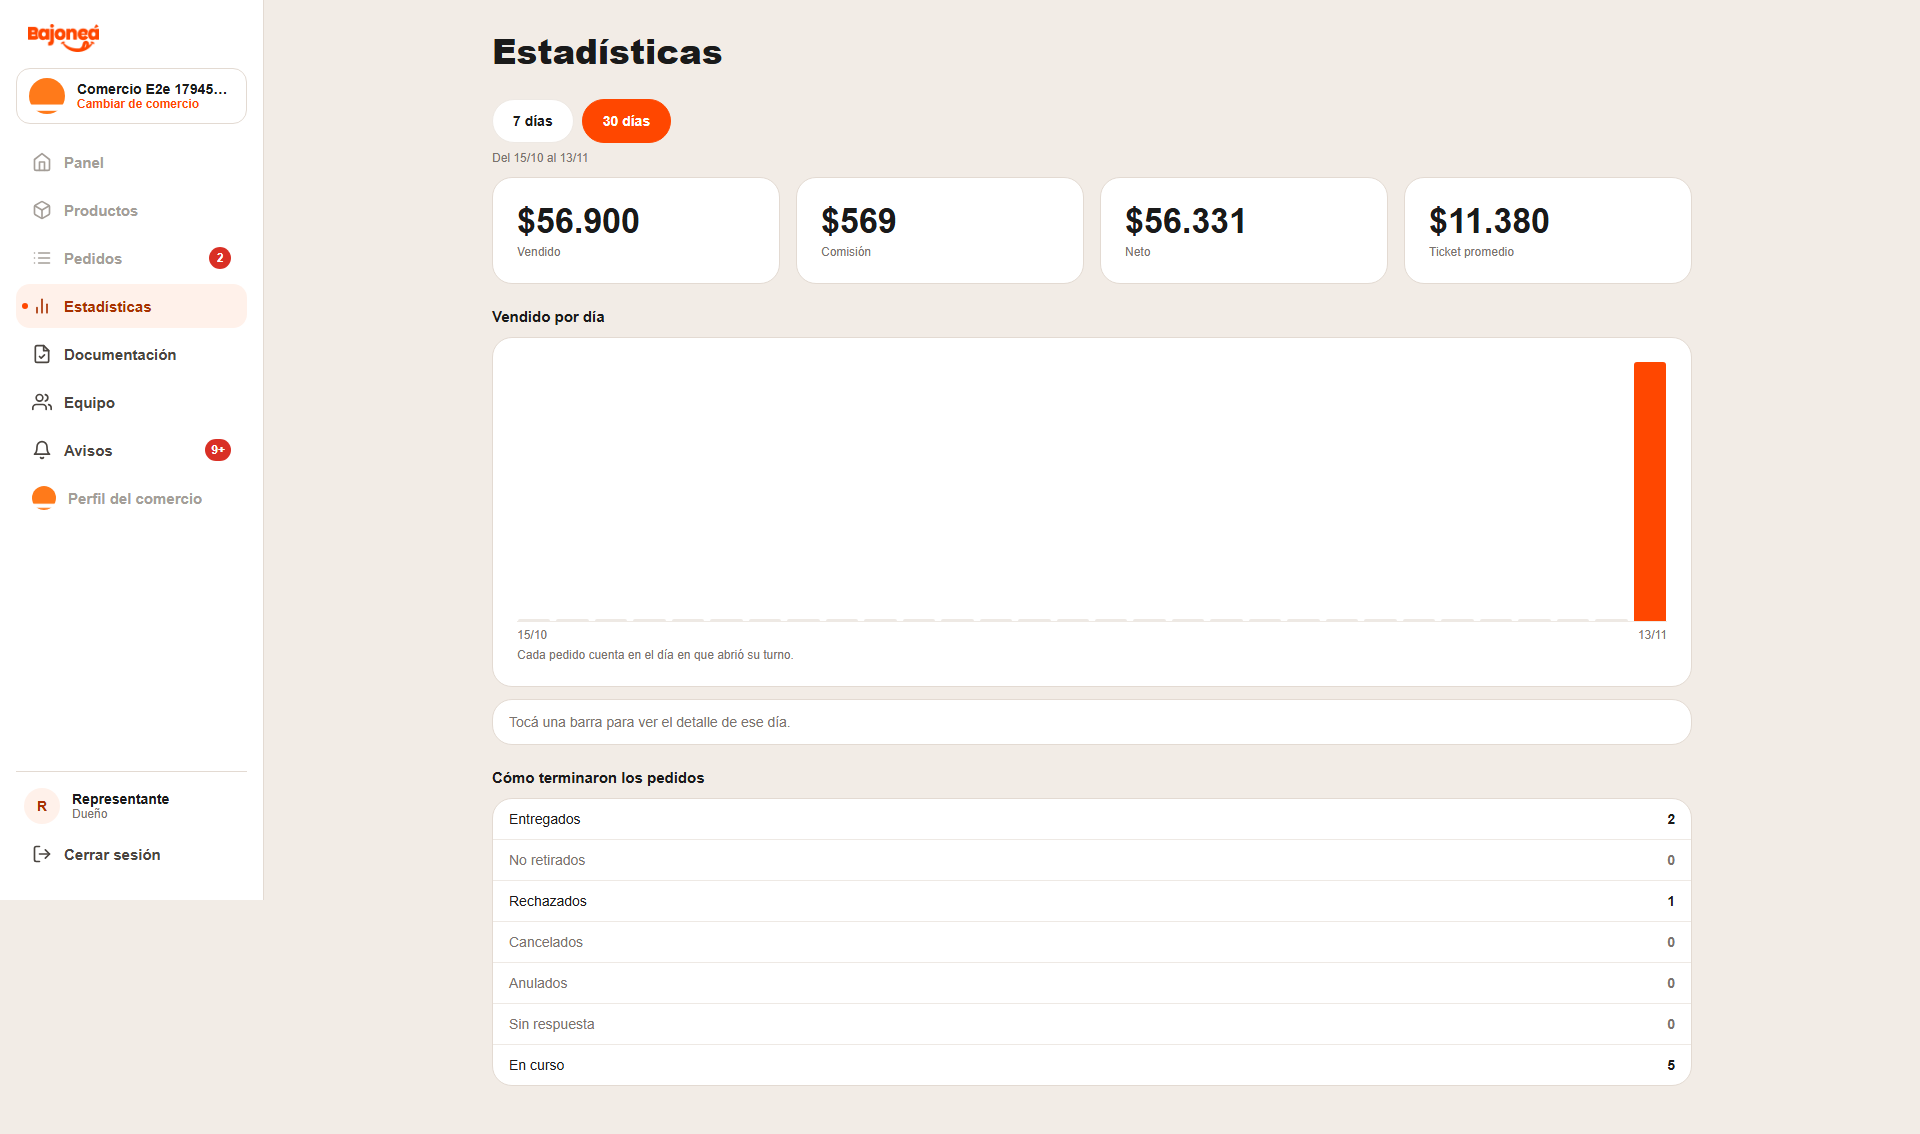 Bajoneá
Comercio E2e 17945...
Cambiar de comercio
Panel
Productos
Pedidos
2
Estadísticas
Documentación
Equipo
Avisos
9+
Perfil del comercio
R
Representante
Dueño
Cerrar sesión
Estadísticas
7 días
30 días
Del 15/10 al 13/11
$56.900
Vendido
$569
Comisión
$56.331
Neto
$11.380
Ticket promedio
Vendido por día
15/10
13/11
Cada pedido cuenta en el día en que abrió su turno.
Tocá una barra para ver el detalle de ese día.
Cómo terminaron los pedidos
Entregados 2
No retirados 0
Rechazados 1
Cancelados 0
Anulados 0
Sin respuesta 0
En curso 5